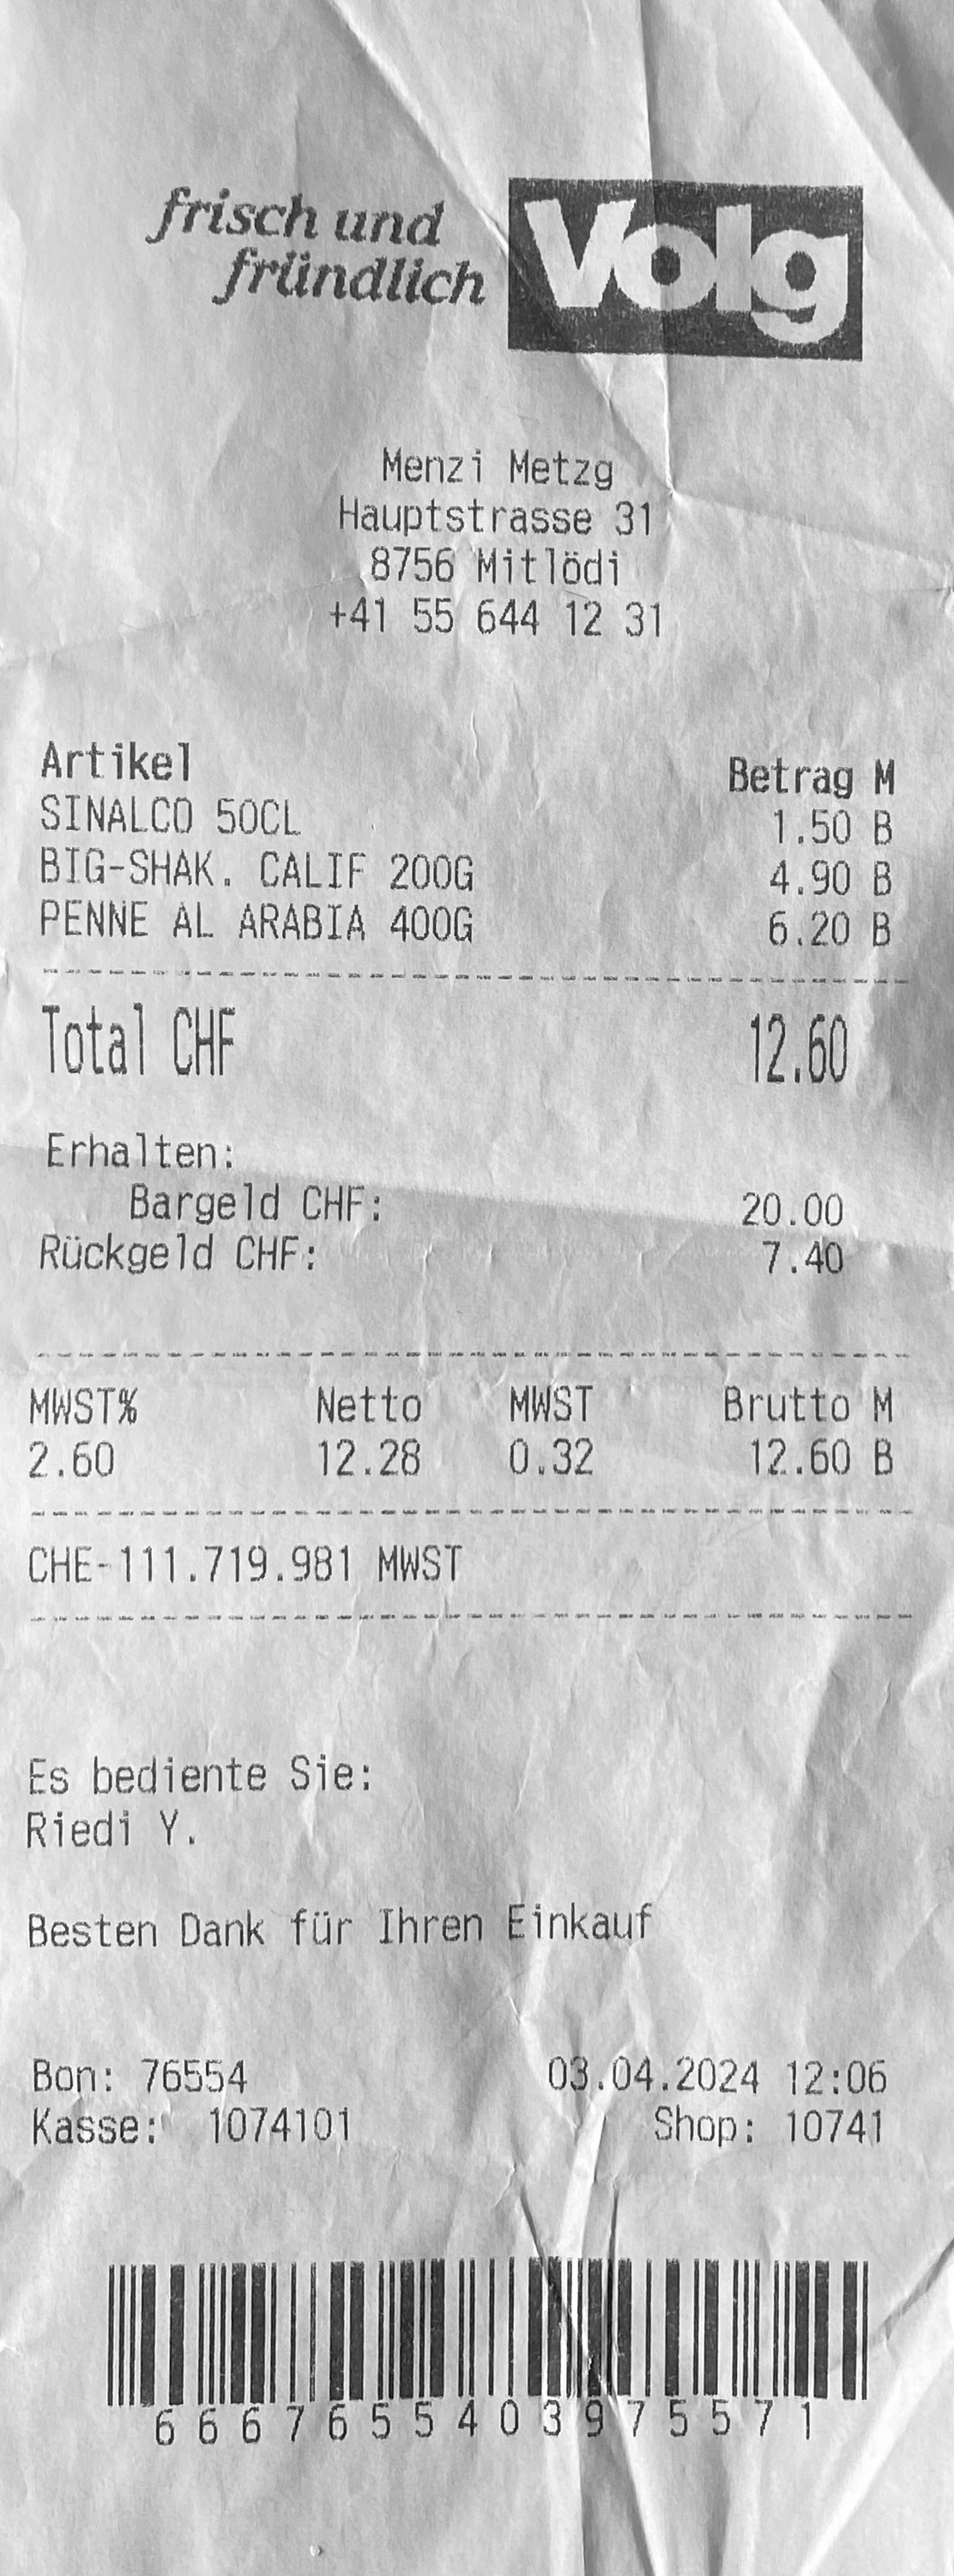 frisch und
fründlich
Volg
Menzi Metzg
Hauptstrasse 31
8756 Mitlödi
+41 55 644 12 31
Artikel Betrag M
SINALCO 50CL 1.50 B
BIG-SHAK. CALIF 200G 4.90 B
PENNE AL ARABIA 400G 6.20 B
Total CHF 12.60
Erhalten:
Bargeld CHF: 20.00
Rückgeld CHF: 7.40
MWST% Netto MWST Brutto M
2.60 12.28 0.32 12.60 B
CHE-111.719.981 MWST
Es bediente Sie:
Riedi Y.
Besten Dank für Ihren Einkauf
Bon: 76554 03.04.2024 12:06
Kasse: 1074101 Shop: 10741
6667655403975571